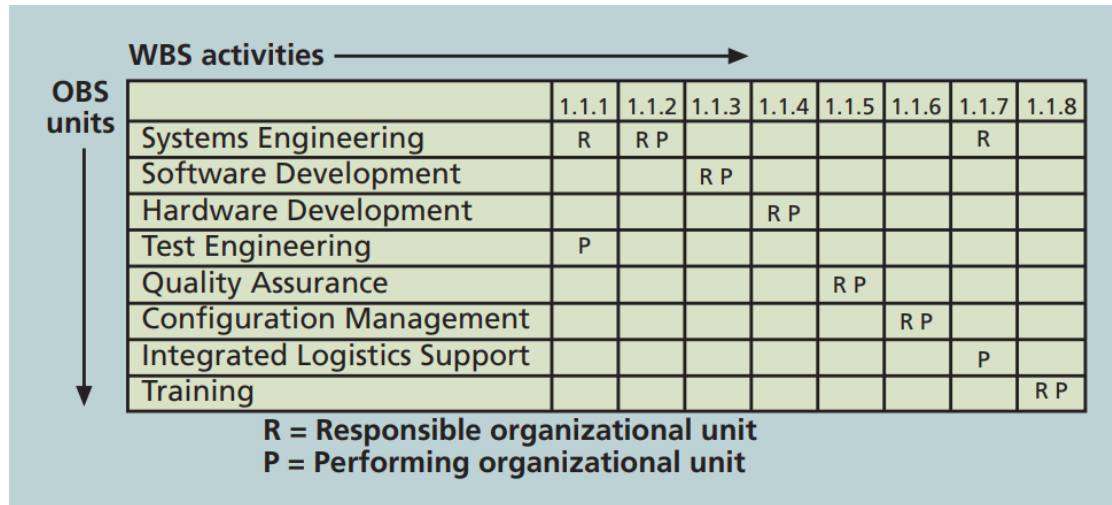 WBS activities
OBS units
1.1.1 1.1.2 1.1.3 1.1.4 1.1.5 1.1.6 1.1.7 1.1.8
Systems Engineering R R P R
Software Development R P
Hardware Development R P
Test Engineering P
Quality Assurance R P
Configuration Management R P
Integrated Logistics Support P
Training R P
R = Responsible organizational unit
P = Performing organizational unit